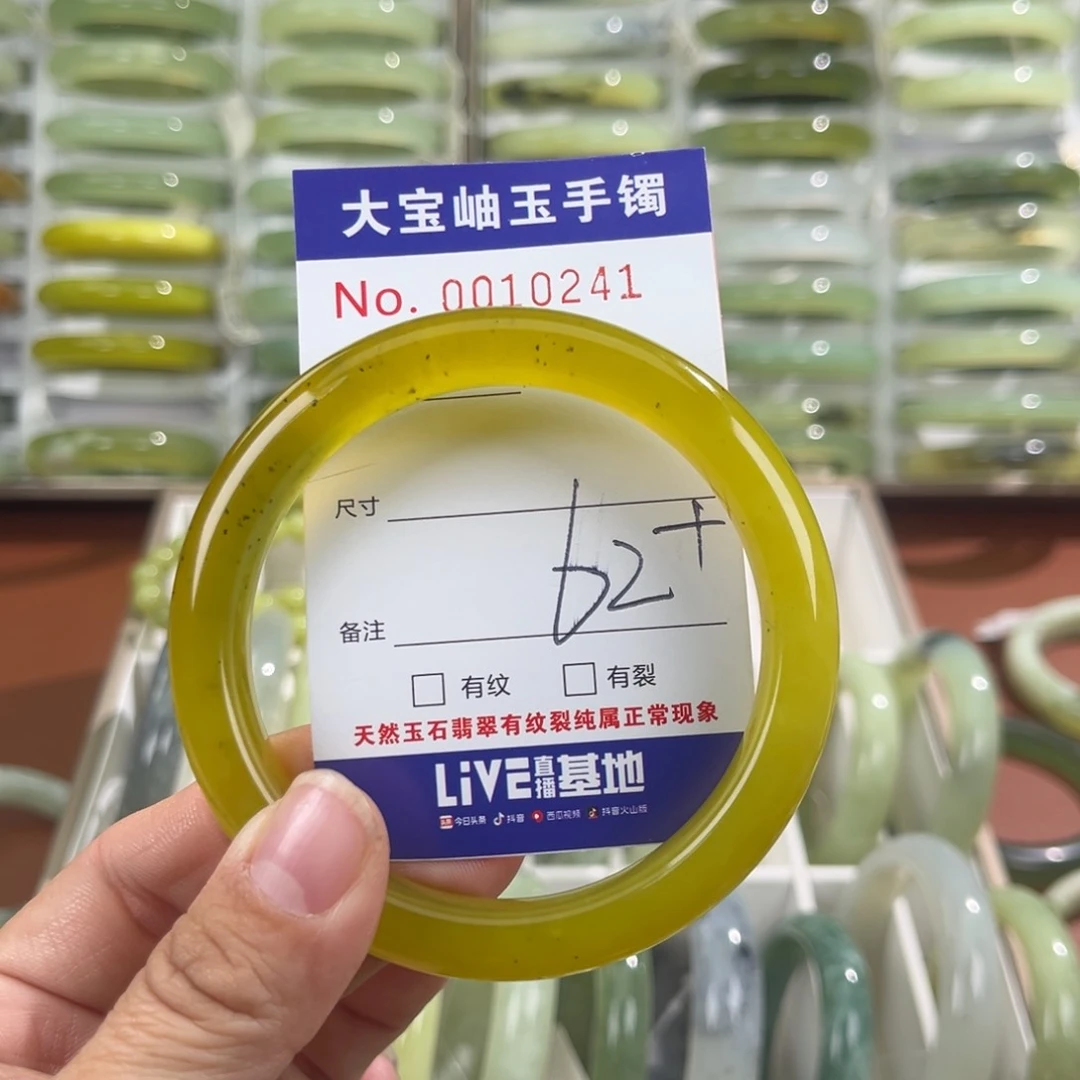 大宝岫玉手镯
No. 0010241
尺寸
62+
备注
有纹 有裂
天然玉石翡翠有纹裂纯属正常现象
LiVE直播基地
今日头条 抖音 西瓜视频 抖音火山版